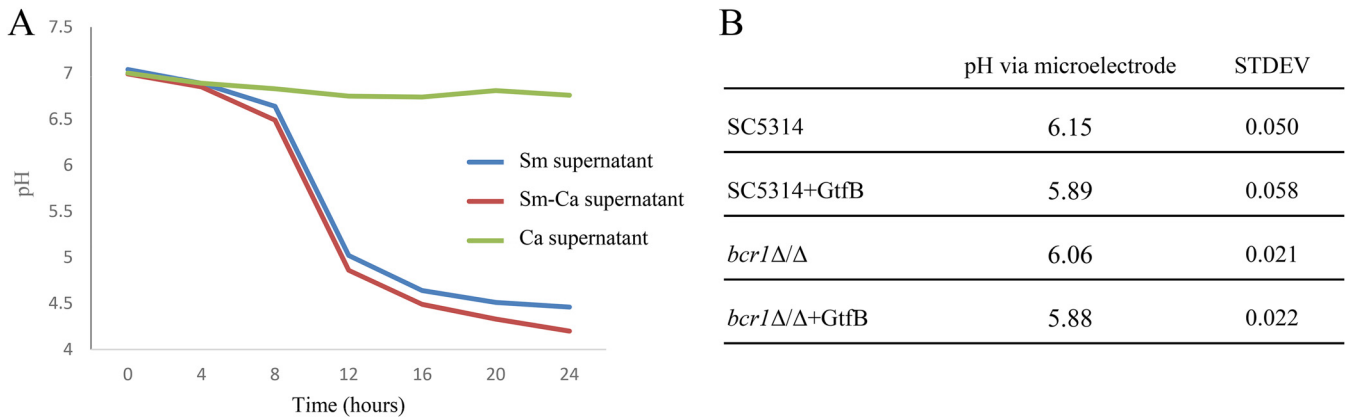 A
7.5
7
6.5
6
5.5
5
4.5
4
pH
0 4 8 12 16 20 24
Time (hours)
Sm supernatant
Sm-Ca supernatant
Ca supernatant
B
pH via microelectrode STDEV
SC5314 6.15 0.050
SC5314+GtfB 5.89 0.058
bcr1Δ/Δ 6.06 0.021
bcr1Δ/Δ+GtfB 5.88 0.022